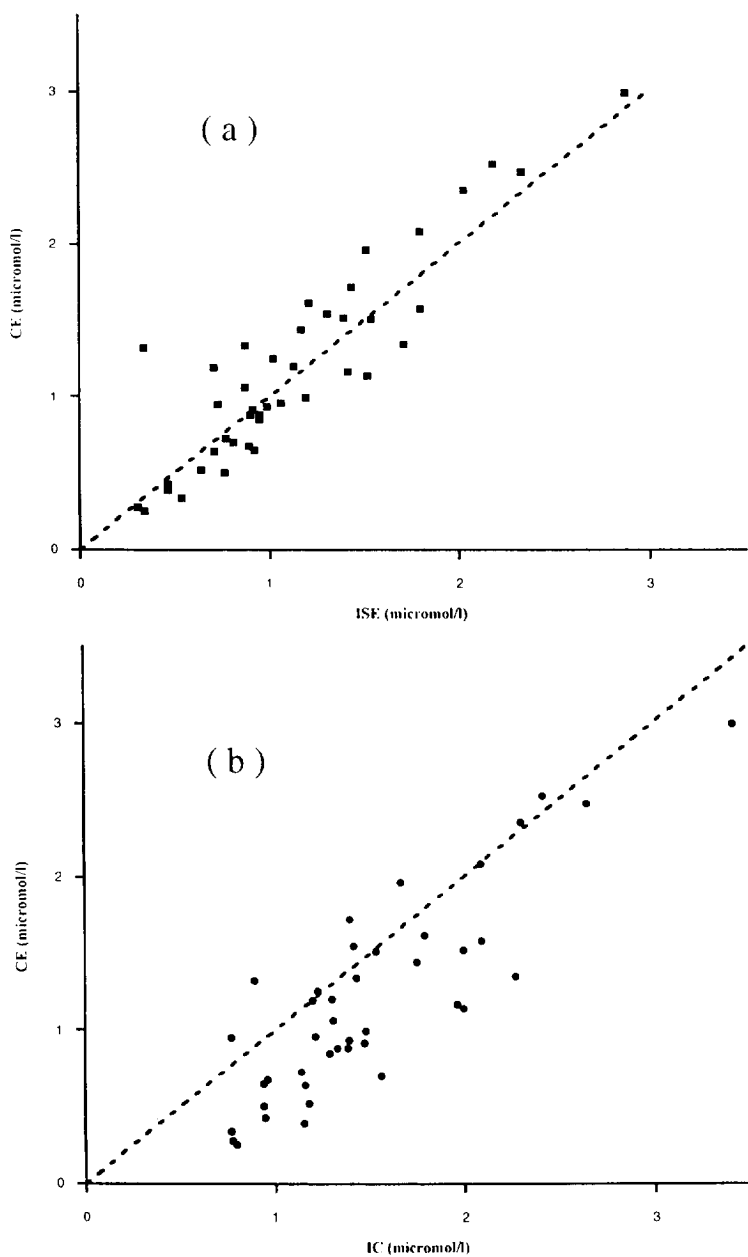 3
( a )
2
CE (micromol/l)
1
0
0 1 2 3
ISE (micromol/l)
3
( b )
2
CE (micromol/l)
1
0
0 1 2 3
IC (micromol/l)